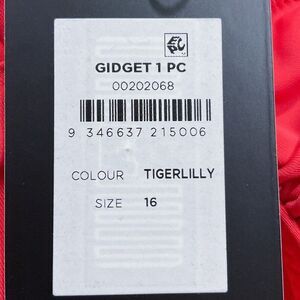 GIDGET 1 PC
00202068
9 346637 215006
COLOUR TIGERLILLY
SIZE 16